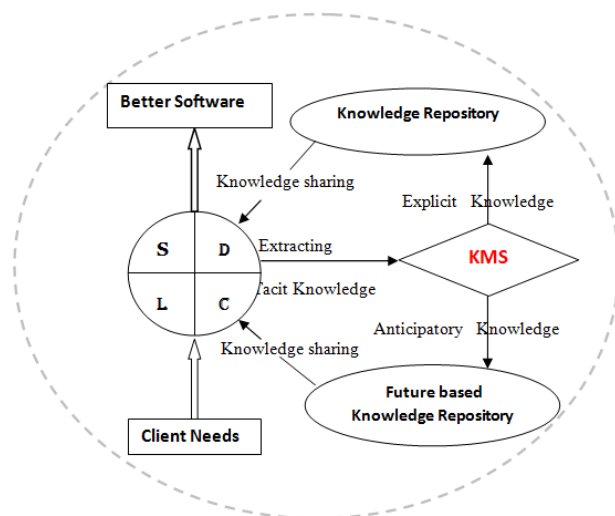 Better Software
Knowledge Repository
Knowledge sharing
Explicit Knowledge
S D
Extracting
KMS
L C
Tacit Knowledge
Anticipatory Knowledge
Knowledge sharing
Future based
Knowledge Repository
Client Needs